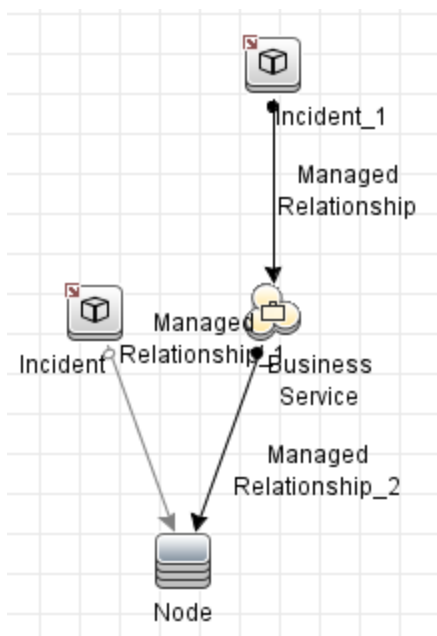 Incident_1
Managed
Relationship
Incident
Managed
Relationship_1
Business
Service
Managed
Relationship_2
Node